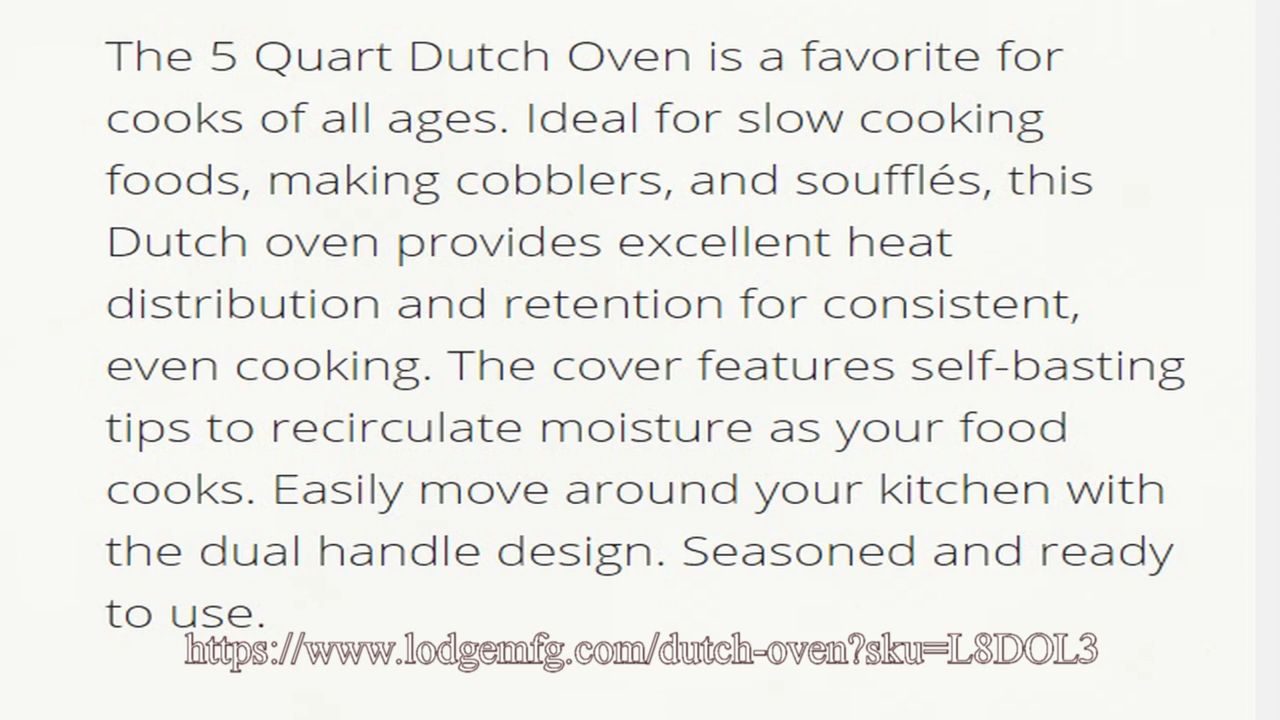 The 5 Quart Dutch Oven is a favorite for
cooks of all ages. Ideal for slow cooking
foods, making cobblers, and soufflés, this
Dutch oven provides excellent heat
distribution and retention for consistent,
even cooking. The cover features self-basting
tips to recirculate moisture as your food
cooks. Easily move around your kitchen with
the dual handle design. Seasoned and ready
to use.
https://www.lodgemfg.com/dutch-oven?sku=L8DOL3